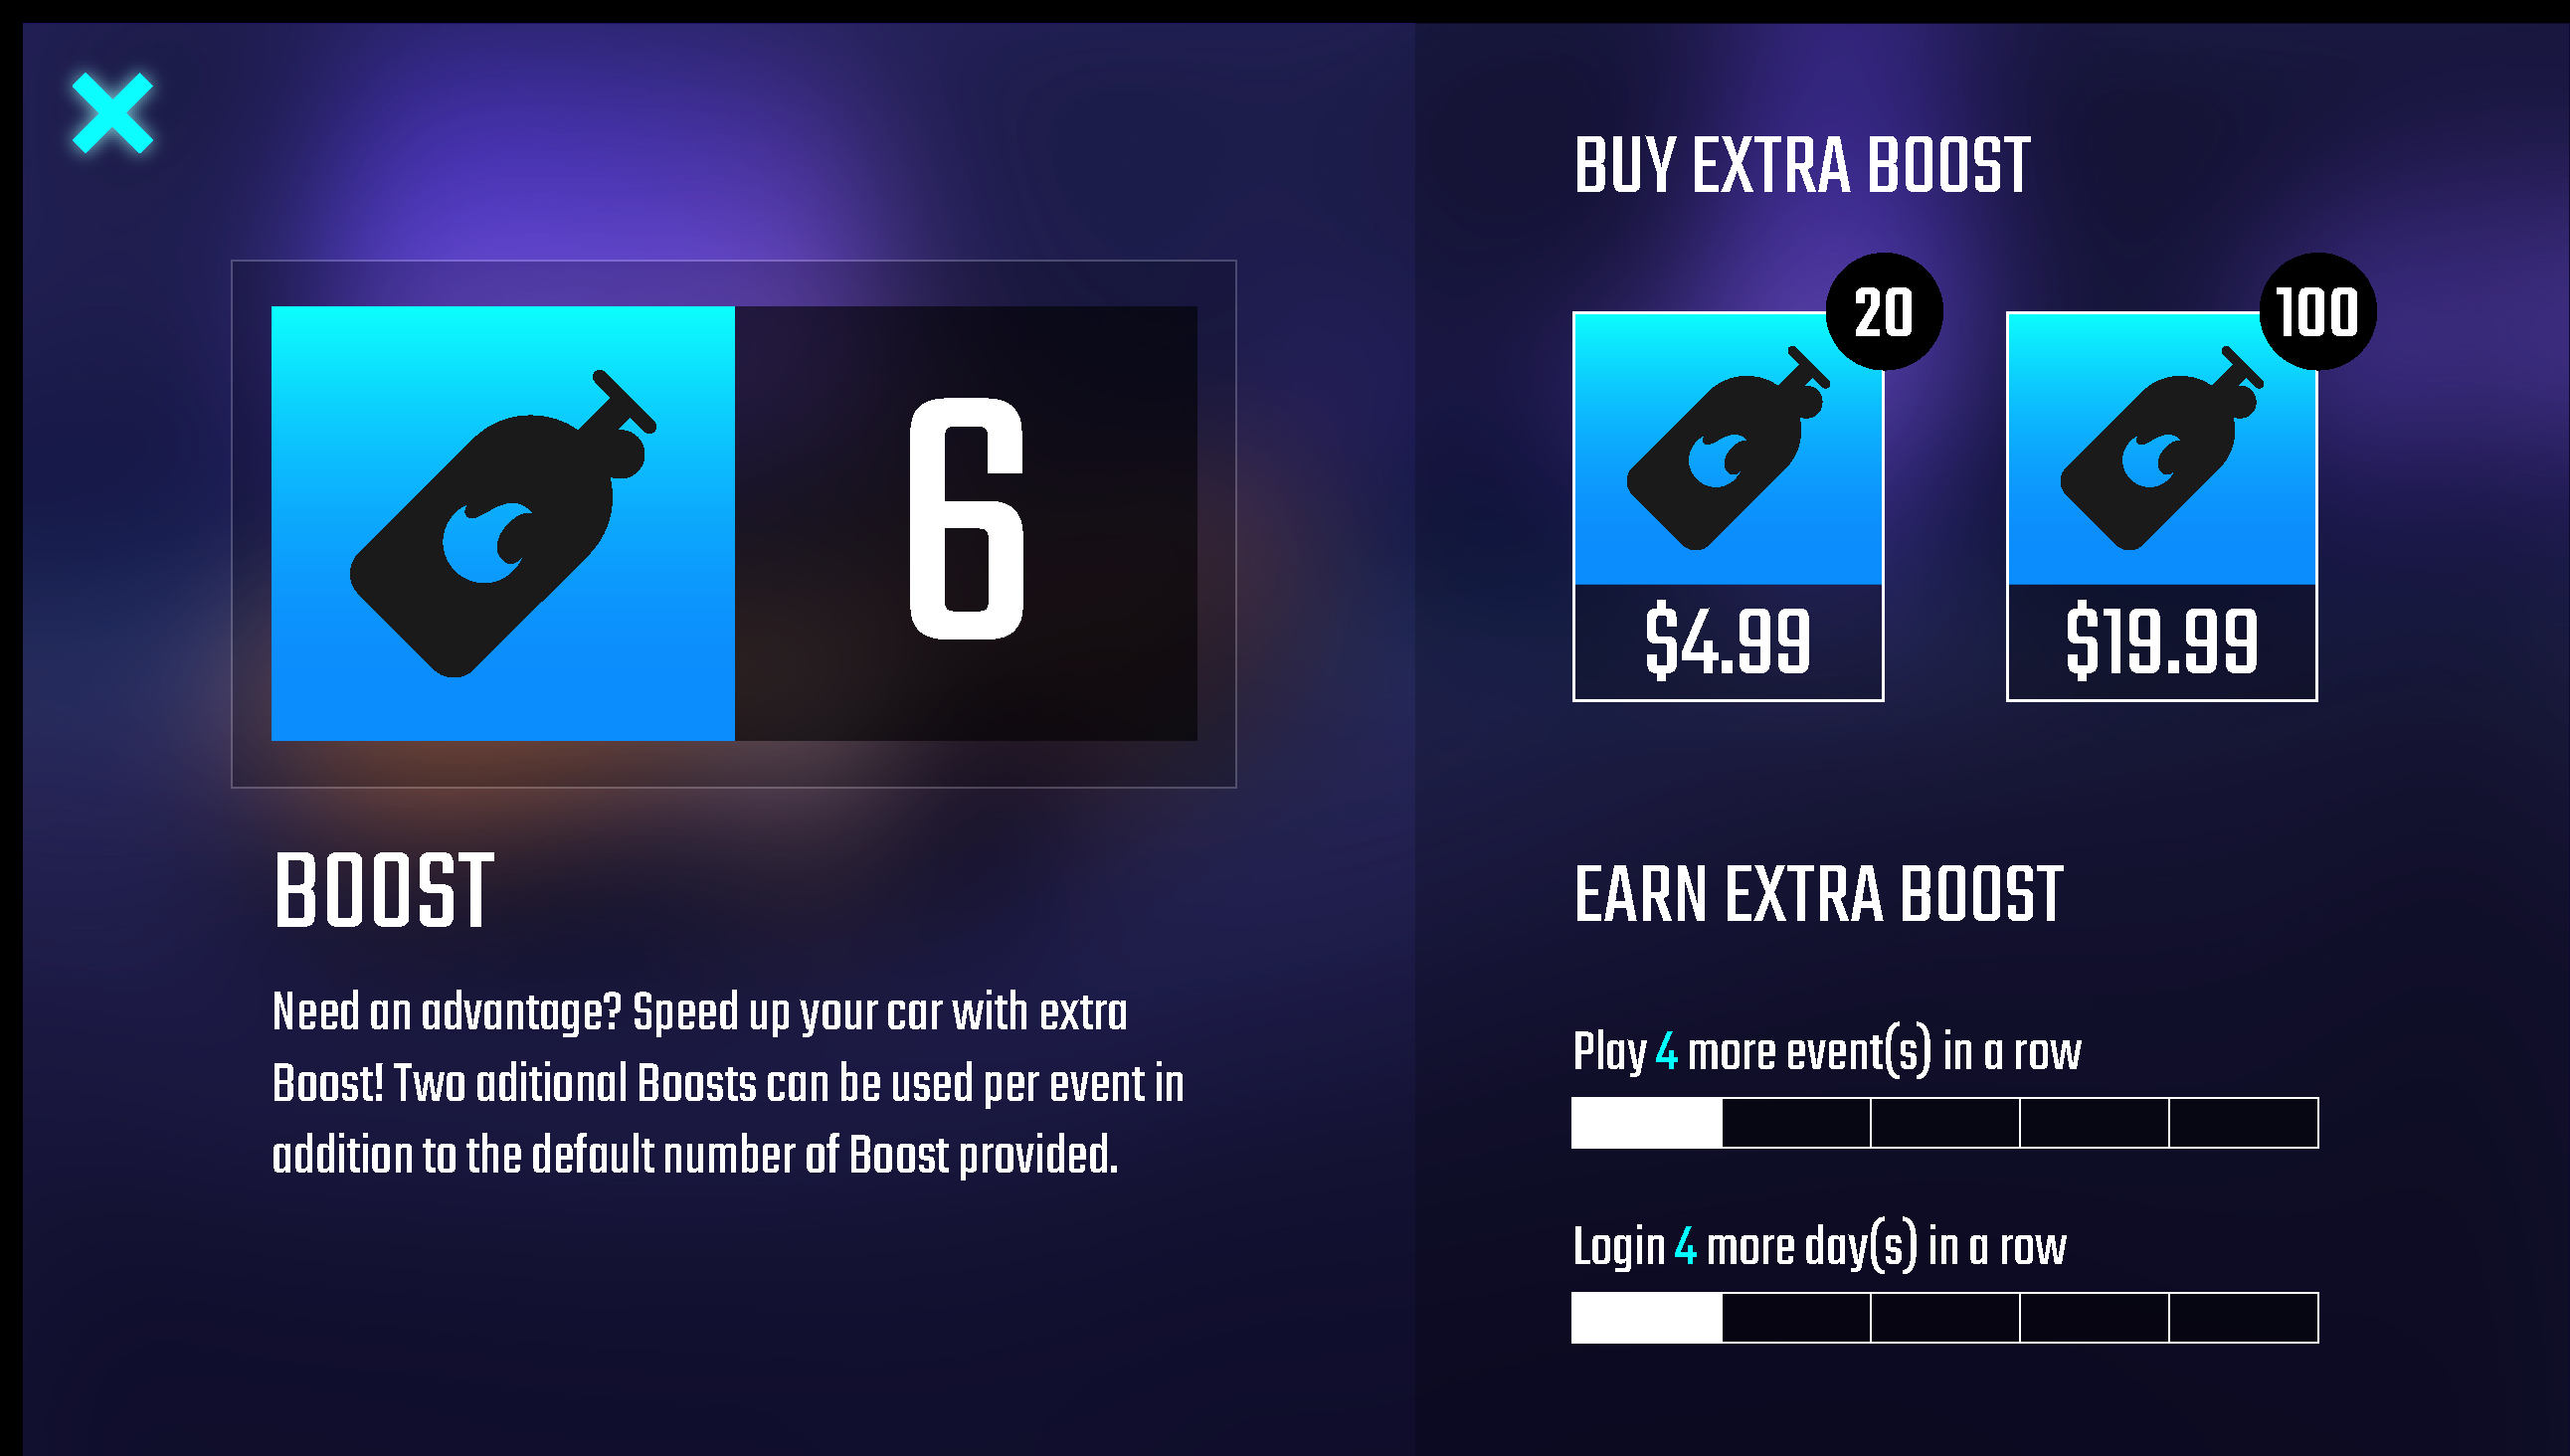 6
BOOST
Need an advantage? Speed up your car with extra
Boost! Two aditional Boosts can be used per event in
addition to the default number of Boost provided.
BUY EXTRA BOOST
20
$4.99
100
$19.99
EARN EXTRA BOOST
Play 4 more event(s) in a row
Login 4 more day(s) in a row